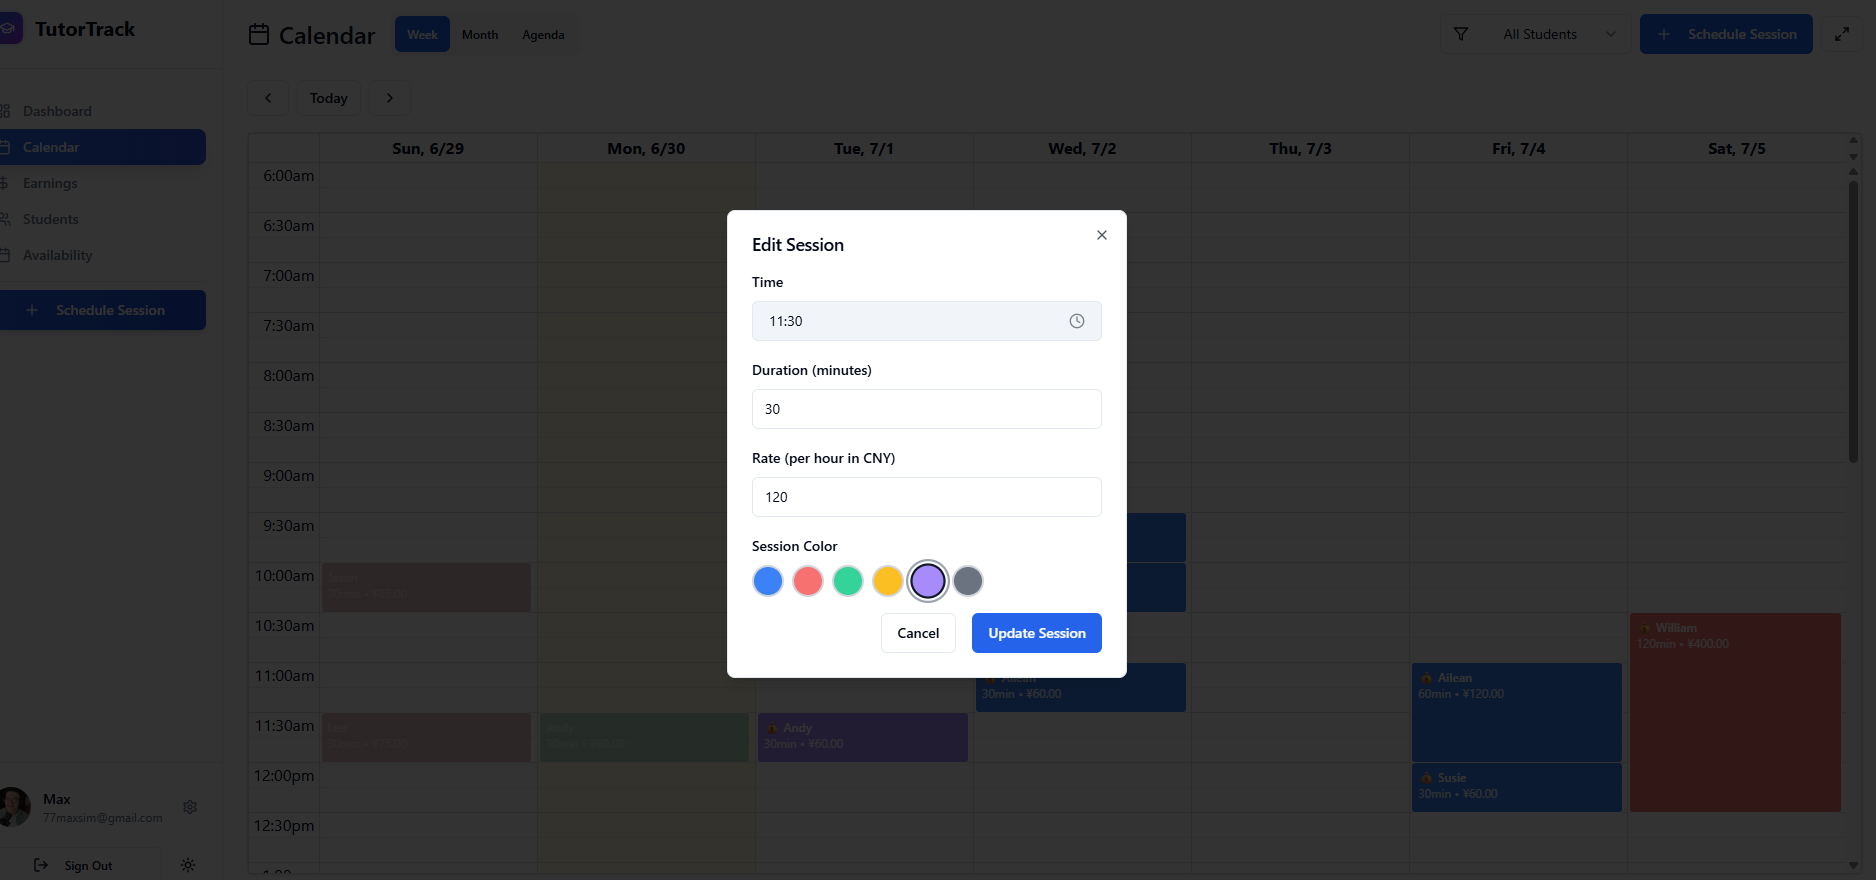 TutorTrack
Dashboard
Calendar
Earnings
Students
Availability
Schedule Session
Max
77maxsim@gmail.com
Sign Out
Calendar
Week
Month
Agenda
All Students
Schedule Session
Today
Sun, 6/29
Mon, 6/30
Tue, 7/1
Wed, 7/2
Thu, 7/3
Fri, 7/4
Sat, 7/5
6:00am
6:30am
7:00am
7:30am
8:00am
8:30am
9:00am
9:30am
10:00am
10:30am
11:00am
11:30am
12:00pm
12:30pm
30min • ¥60.00
Andy
30min • ¥60.00
Ailean
60min • ¥120.00
Susie
30min • ¥60.00
William
120min • ¥400.00
Edit Session
Time
11:30
Duration (minutes)
30
Rate (per hour in CNY)
120
Session Color
Cancel
Update Session